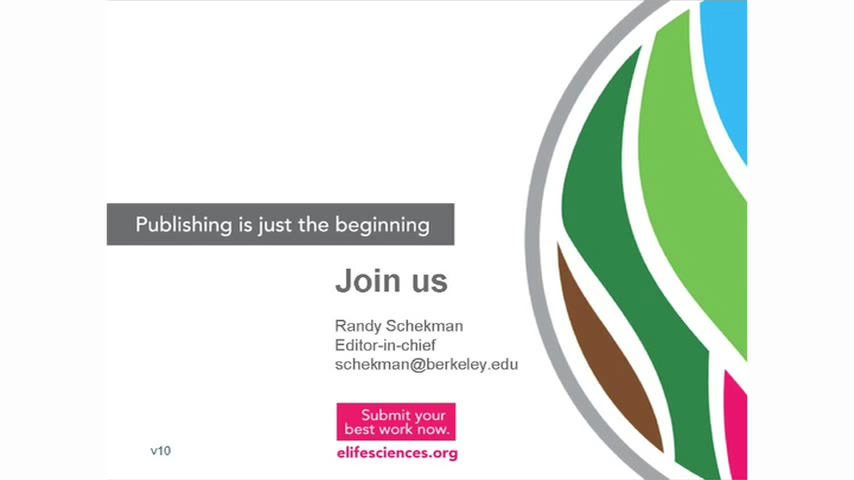 Publishing is just the beginning
Join us
Randy Schekman
Editor-in-chief
schekman@berkeley.edu
Submit your
best work now.
elifesciences.org
v10